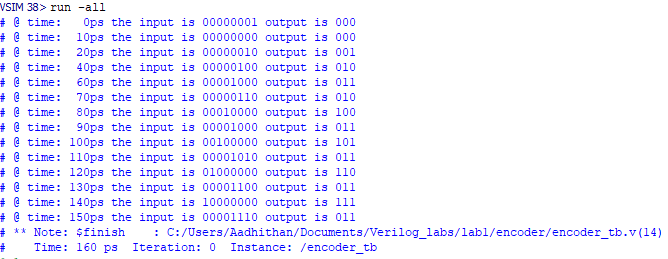 VSIM 38> run -all
# @ time:   0ps the input is 00000001 output is 000
# @ time:  10ps the input is 00000000 output is 000
# @ time:  20ps the input is 00000010 output is 001
# @ time:  40ps the input is 00000100 output is 010
# @ time:  60ps the input is 00001000 output is 011
# @ time:  70ps the input is 00000110 output is 010
# @ time:  80ps the input is 00010000 output is 100
# @ time:  90ps the input is 00001000 output is 011
# @ time: 100ps the input is 00100000 output is 101
# @ time: 110ps the input is 00001010 output is 011
# @ time: 120ps the input is 01000000 output is 110
# @ time: 130ps the input is 00001100 output is 011
# @ time: 140ps the input is 10000000 output is 111
# @ time: 150ps the input is 00001110 output is 011
# ** Note: $finish    : C:/Users/Aadhithan/Documents/Verilog_labs/lab1/encoder/encoder_tb.v(14)
#    Time: 160 ps  Iteration: 0  Instance: /encoder_tb